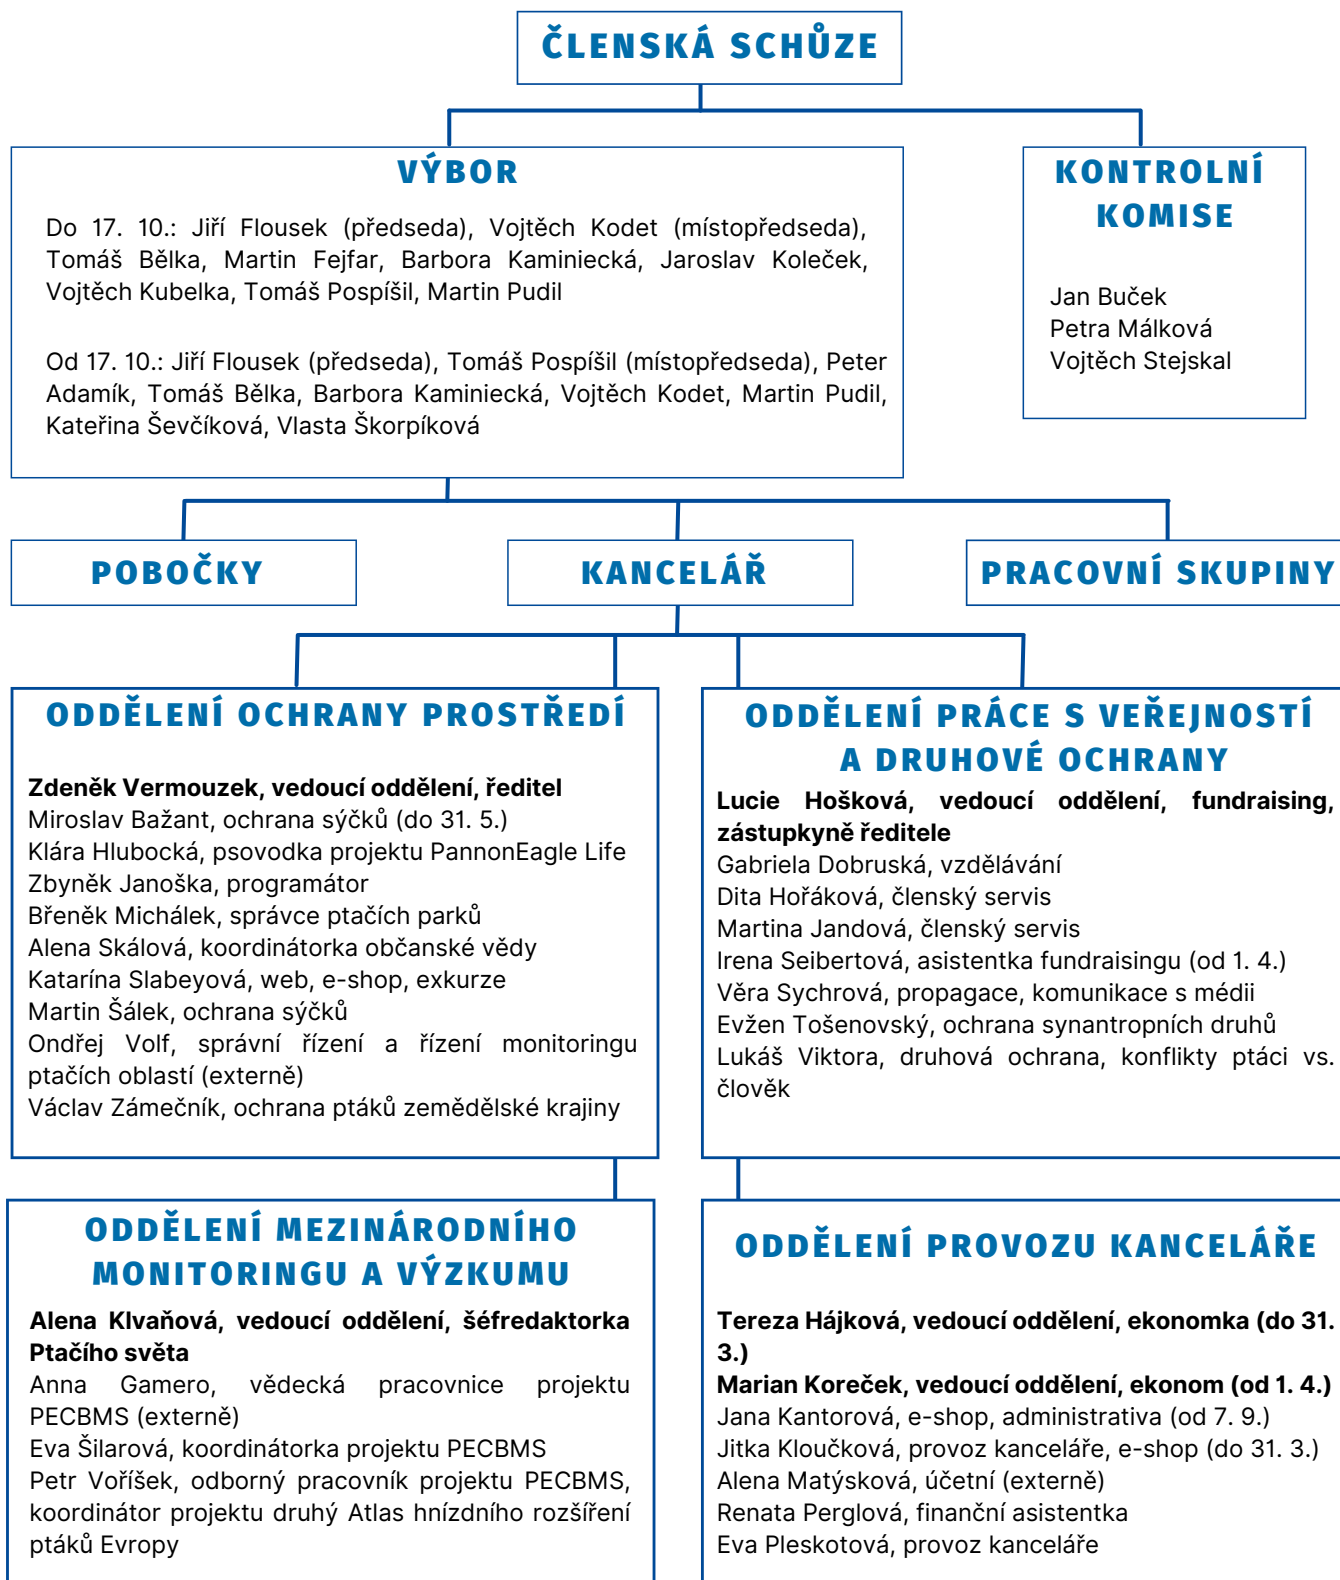 ČLENSKÁ SCHŮZE
VÝBOR
Do 17. 10.: Jiří Flousek (předseda), Vojtěch Kodet (místopředseda),
Tomáš Bělka, Martin Fejfar, Barbora Kaminiecká, Jaroslav Koleček,
Vojtěch Kubelka, Tomáš Pospíšil, Martin Pudil
Od 17. 10.: Jiří Flousek (předseda), Tomáš Pospíšil (místopředseda), Peter
Adamík, Tomáš Bělka, Barbora Kaminiecká, Vojtěch Kodet, Martin Pudil,
Kateřina Ševčíková, Vlasta Škorpíková
KONTROLNÍ
KOMISE
Jan Buček
Petra Málková
Vojtěch Stejskal
POBOČKY
KANCELÁŘ
PRACOVNÍ SKUPINY
ODDĚLENÍ OCHRANY PROSTŘEDÍ
Zdeněk Vermouzek, vedoucí oddělení, ředitel
Miroslav Bažant, ochrana sýčků (do 31. 5.)
Klára Hlubocká, psovodka projektu PannonEagle Life
Zbyněk Janoška, programátor
Břeněk Michálek, správce ptačích parků
Alena Skálová, koordinátorka občanské vědy
Katarína Slabeyová, web, e-shop, exkurze
Martin Šálek, ochrana sýčků
Ondřej Volf, správní řízení a řízení monitoringu
ptačích oblastí (externě)
Václav Zámečník, ochrana ptáků zemědělské krajiny
ODDĚLENÍ PRÁCE S VEŘEJNOSTÍ
A DRUHOVÉ OCHRANY
Lucie Hošková, vedoucí oddělení, fundraising,
zástupkyně ředitele
Gabriela Dobruská, vzdělávání
Dita Hořáková, členský servis
Martina Jandová, členský servis
Irena Seibertová, asistentka fundraisingu (od 1. 4.)
Věra Sychrová, propagace, komunikace s médii
Evžen Tošenovský, ochrana synantropních druhů
Lukáš Viktora, druhová ochrana, konflikty ptáci vs.
člověk
ODDĚLENÍ MEZINÁRODNÍHO
MONITORINGU A VÝZKUMU
Alena Klvaňová, vedoucí oddělení, šéfredaktorka
Ptačího světa
Anna Gamero, vědecká pracovnice projektu
PECBMS (externě)
Eva Šilarová, koordinátorka projektu PECBMS
Petr Voříšek, odborný pracovník projektu PECBMS,
koordinátor projektu druhý Atlas hnízdního rozšíření
ptáků Evropy
ODDĚLENÍ PROVOZU KANCELÁŘE
Tereza Hájková, vedoucí oddělení, ekonomka (do 31.
3.)
Marian Koreček, vedoucí oddělení, ekonom (od 1. 4.)
Jana Kantorová, e-shop, administrativa (od 7. 9.)
Jitka Kloučková, provoz kanceláře, e-shop (do 31. 3.)
Alena Matýsková, účetní (externě)
Renata Perglová, finanční asistentka
Eva Pleskotová, provoz kanceláře